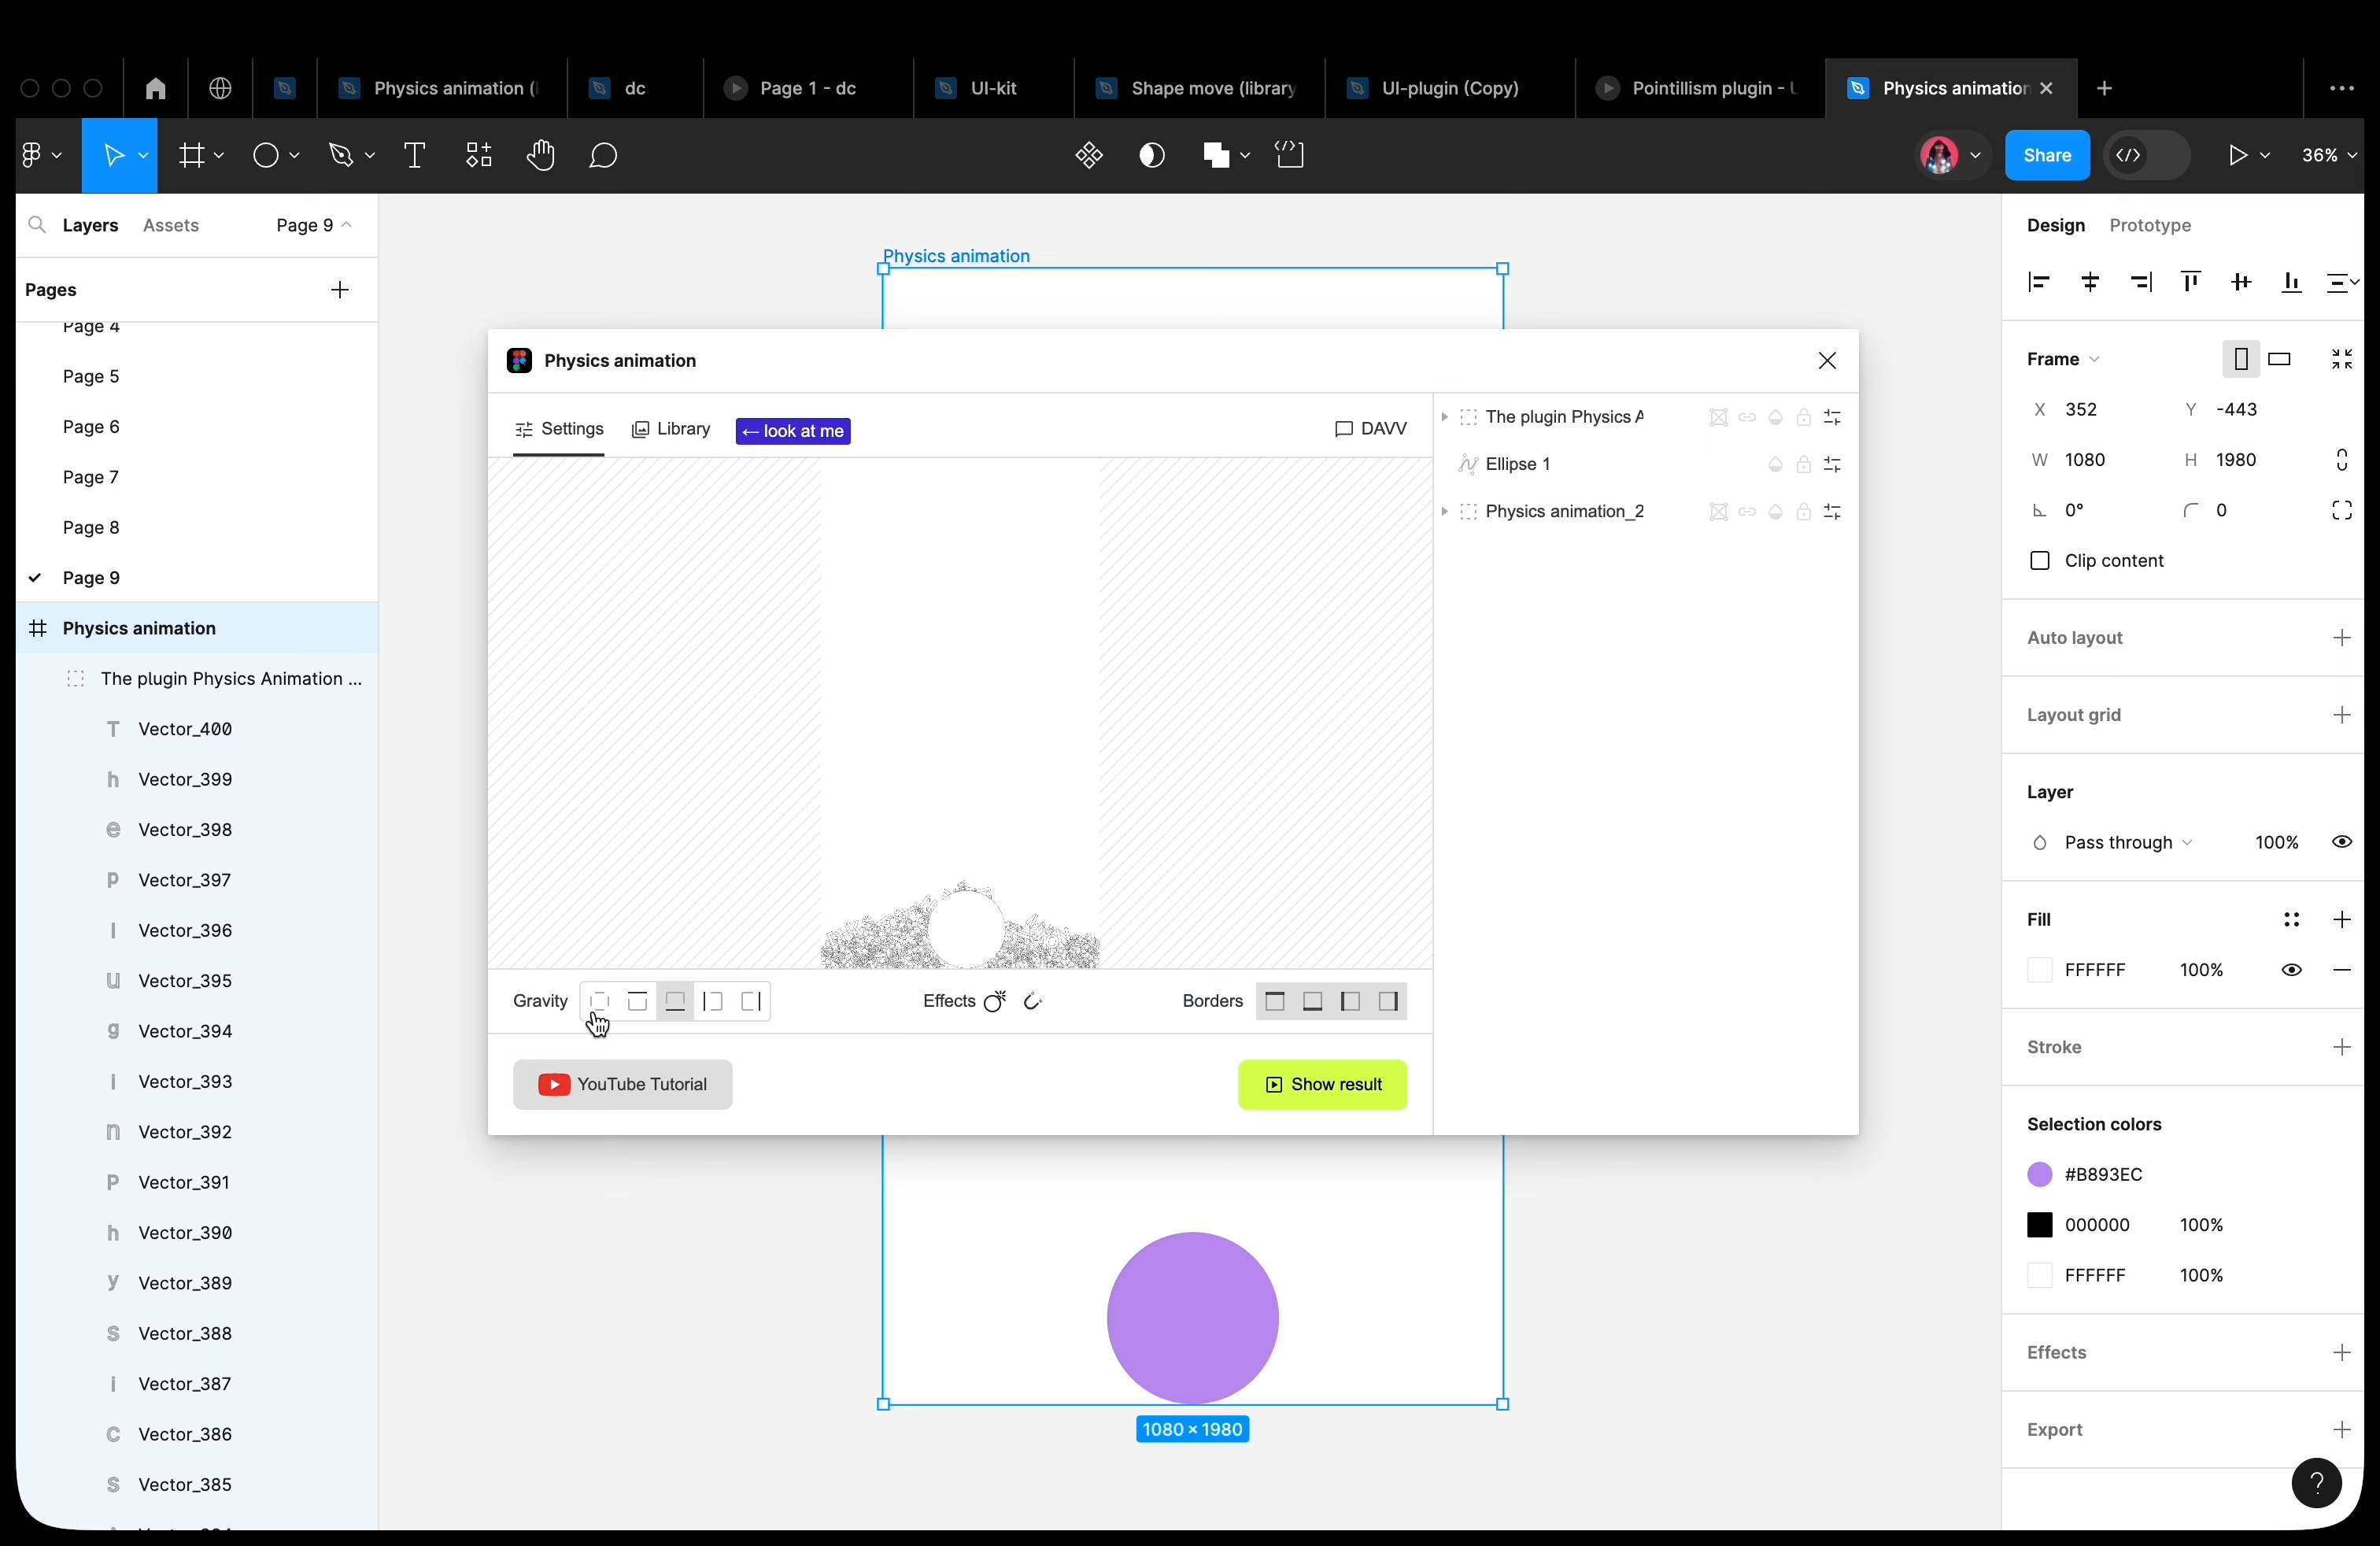 Physics animation (
dc
Page 1 - dc
UI-kit
Shape move (library
UI-plugin (Copy)
Pointillism plugin -
Physics animation
Share
36%
Layers
Assets
Page 9
Pages
Page 4
Page 5
Page 6
Page 7
Page 8
Page 9
Physics animation
The plugin Physics Animation ...
T Vector_400
h Vector_399
e Vector_398
p Vector_397
l Vector_396
u Vector_395
g Vector_394
i Vector_393
n Vector_392
P Vector_391
h Vector_390
y Vector_389
s Vector_388
i Vector_387
c Vector_386
s Vector_385
Physics animation
Physics animation
Settings
Library
← look at me
DAVV
The plugin Physics A
Ellipse 1
Physics animation_2
Gravity
Effects
Borders
YouTube Tutorial
Show result
1080 × 1980
Design
Prototype
Frame
X 352
Y -443
W 1080
H 1980
0°
0
Clip content
Auto layout
Layout grid
Layer
Pass through
100%
Fill
FFFFFF 100%
Stroke
Selection colors
#B893EC
000000 100%
FFFFFF 100%
Effects
Export
?